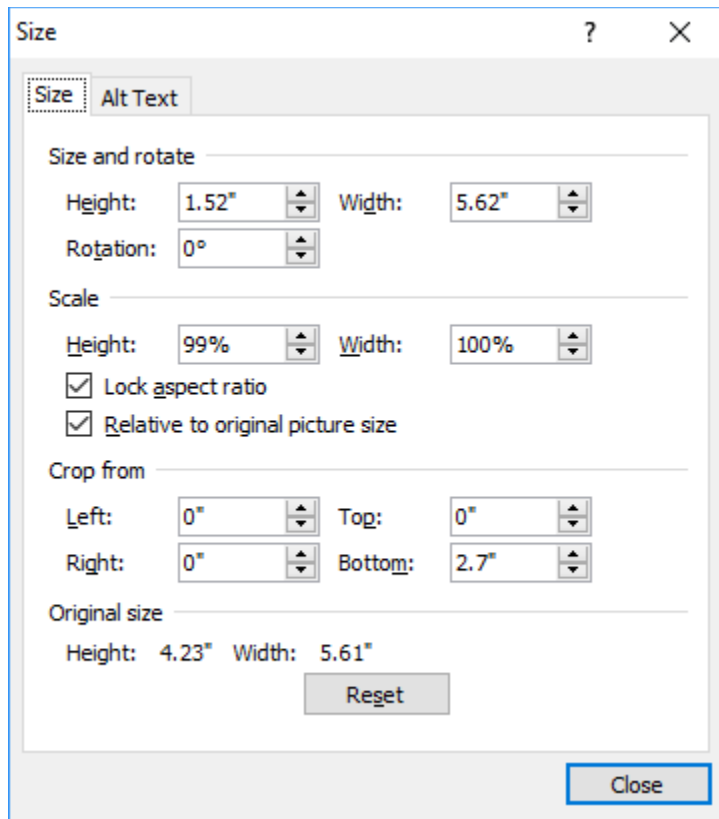 Size ?
Size Alt Text
Size and rotate
Height: 1.52" Width: 5.62"
Rotation: 0°
Scale
Height: 99% Width: 100%
Lock aspect ratio
Relative to original picture size
Crop from
Left: 0" Top: 0"
Right: 0" Bottom: 2.7"
Original size
Height: 4.23" Width: 5.61"
Reset
Close